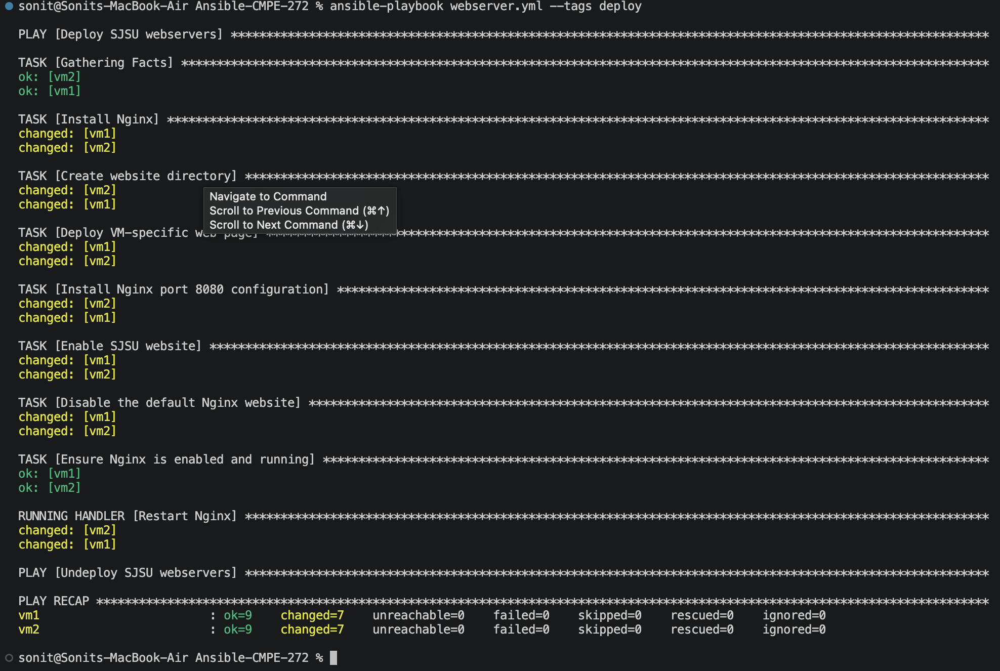 sonit@Sonits-MacBook-Air Ansible-CMPE-272 % ansible-playbook webserver.yml --tags deploy
PLAY [Deploy SJSU webservers] ***********************************************************************************************************
TASK [Gathering Facts] ******************************************************************************************************************
ok: [vm2]
ok: [vm1]
TASK [Install Nginx] ********************************************************************************************************************
changed: [vm1]
changed: [vm2]
TASK [Create website directory] *********************************************************************************************************
changed: [vm2]
changed: [vm1]
Navigate to Command
Scroll to Previous Command (⌘↑)
Scroll to Next Command (⌘↓)
TASK [Deploy VM-specific web page] ******************************************************************************************************
changed: [vm1]
changed: [vm2]
TASK [Install Nginx port 8080 configuration] ********************************************************************************************
changed: [vm2]
changed: [vm1]
TASK [Enable SJSU website] **************************************************************************************************************
changed: [vm1]
changed: [vm2]
TASK [Disable the default Nginx website] ************************************************************************************************
changed: [vm1]
changed: [vm2]
TASK [Ensure Nginx is enabled and running] **********************************************************************************************
ok: [vm1]
ok: [vm2]
RUNNING HANDLER [Restart Nginx] *********************************************************************************************************
changed: [vm2]
changed: [vm1]
PLAY [Undeploy SJSU webservers] *********************************************************************************************************
PLAY RECAP ******************************************************************************************************************************
vm1                        : ok=9    changed=7    unreachable=0    failed=0    skipped=0    rescued=0    ignored=0
vm2                        : ok=9    changed=7    unreachable=0    failed=0    skipped=0    rescued=0    ignored=0
sonit@Sonits-MacBook-Air Ansible-CMPE-272 %